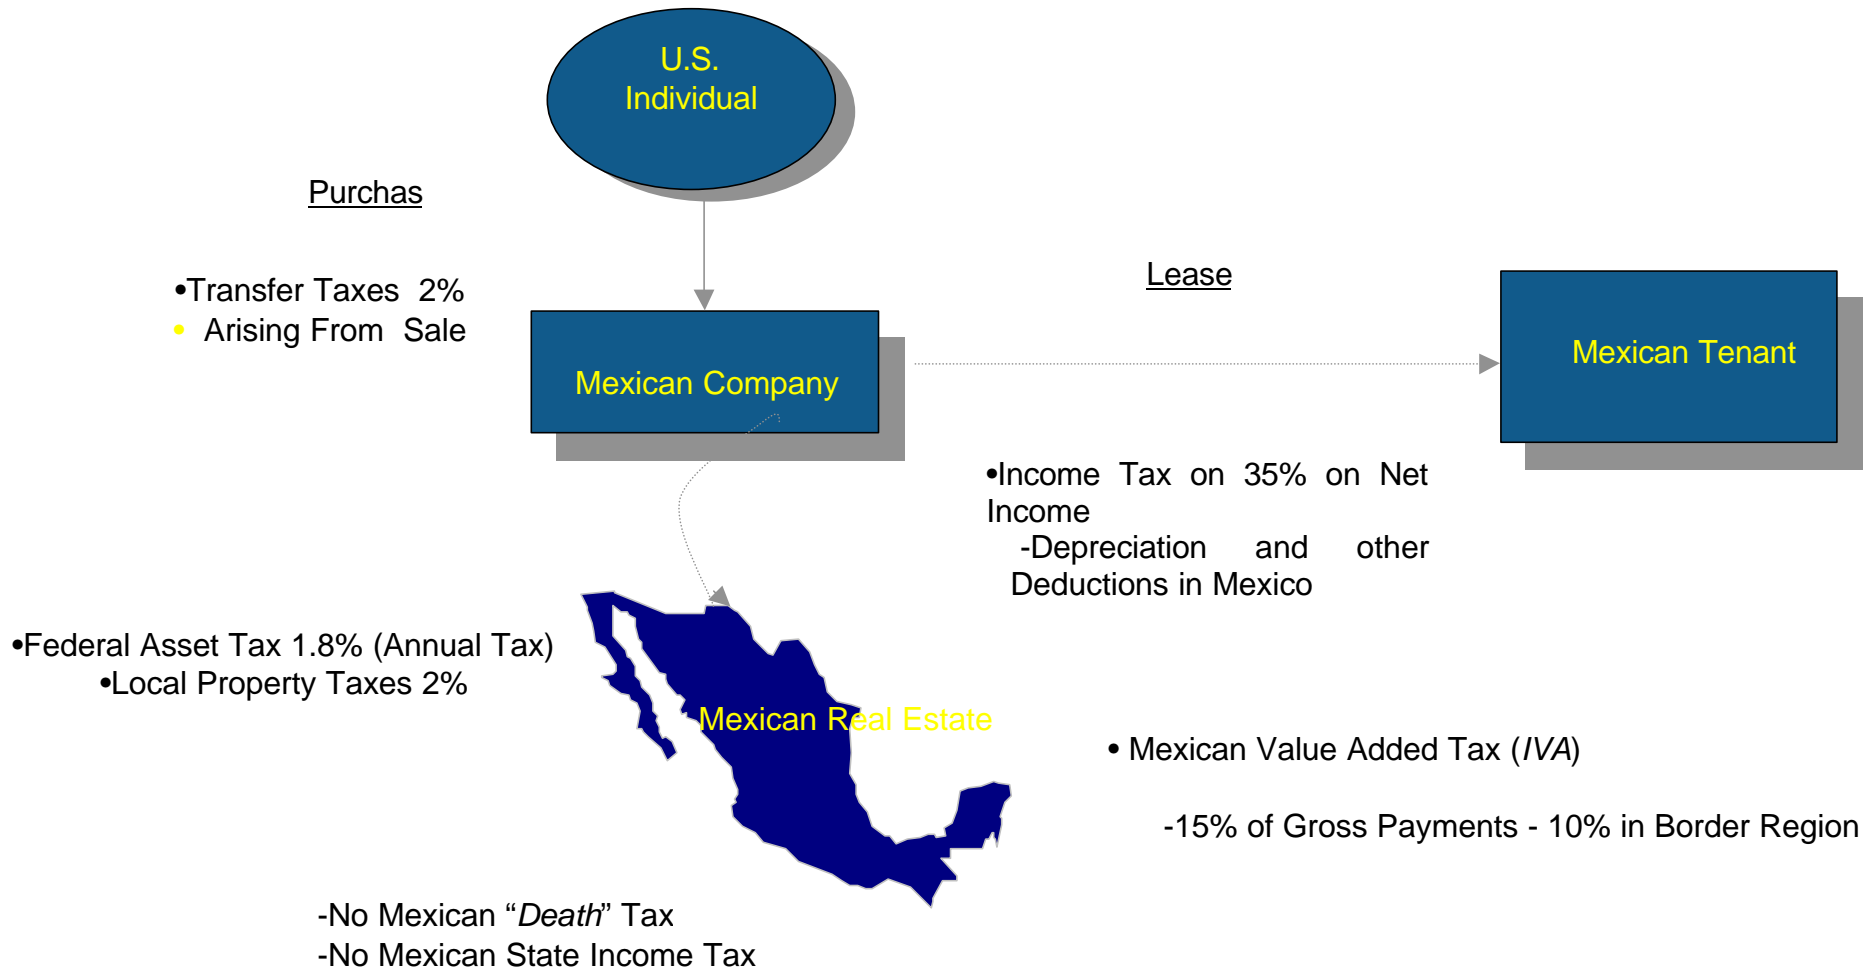 U.S.
Individual
Purchas
•Transfer Taxes 2%
• Arising From Sale
Lease
Mexican Company
Mexican Tenant
•Income Tax on 35% on Net
Income
-Depreciation and other
Deductions in Mexico
•Federal Asset Tax 1.8% (Annual Tax)
•Local Property Taxes 2%
Mexican Real Estate
• Mexican Value Added Tax (IVA)
-15% of Gross Payments - 10% in Border Region
-No Mexican “Death” Tax
-No Mexican State Income Tax